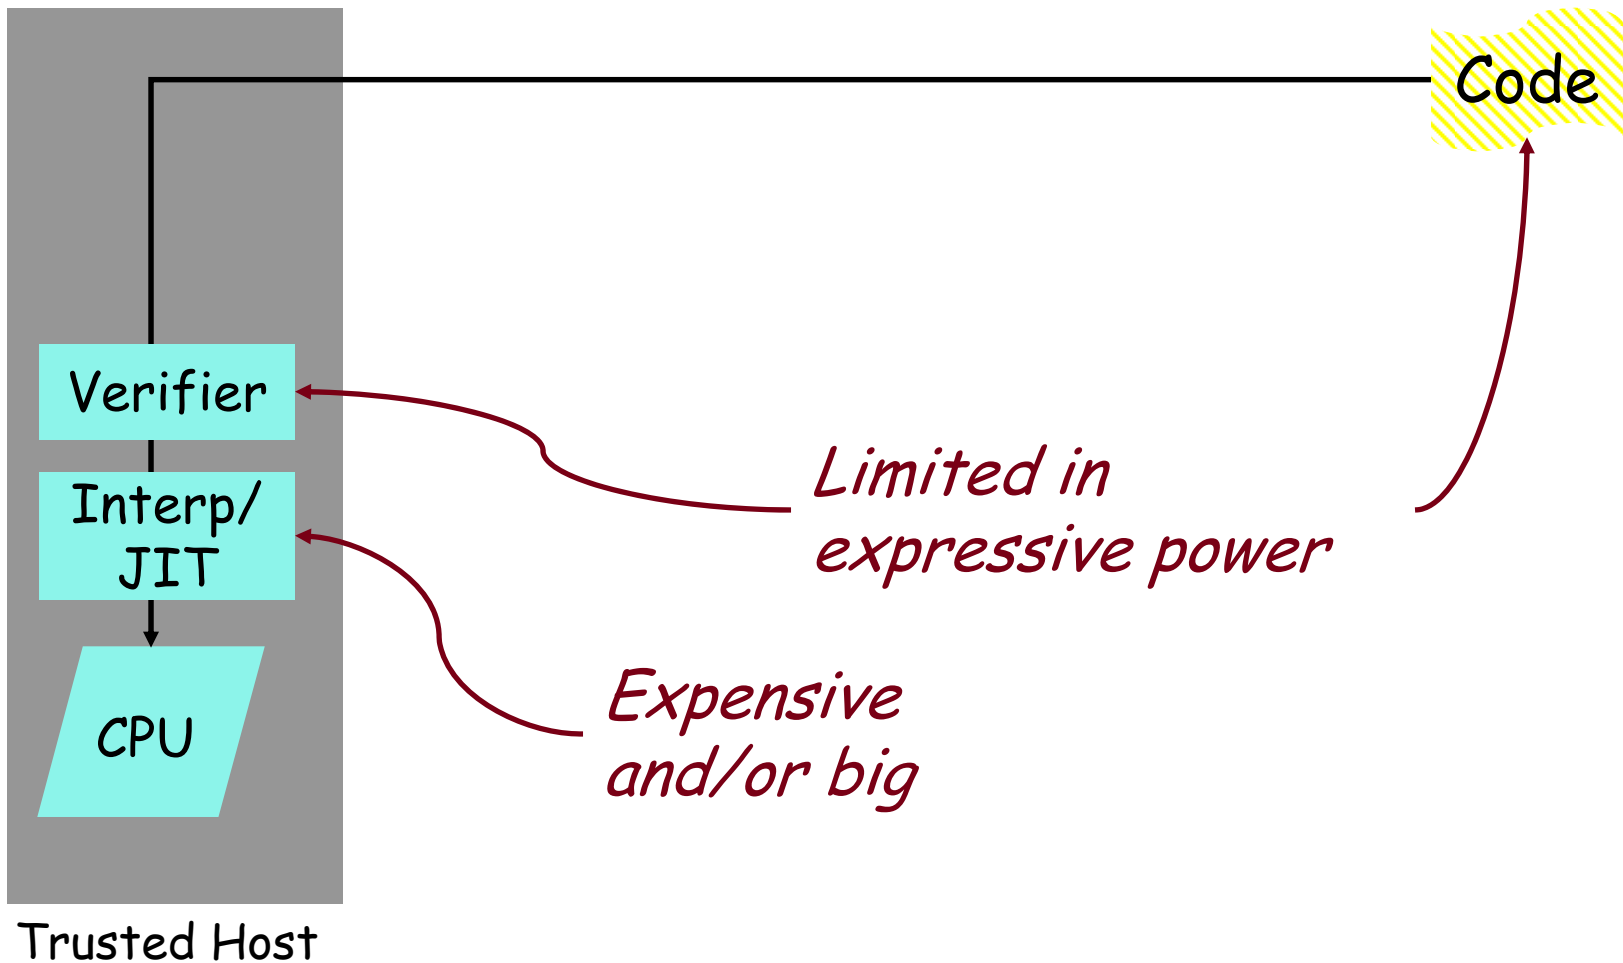 Code
Verifier
Interp/
JIT
CPU
Limited in
expressive power
Expensive
and/or big
Trusted Host